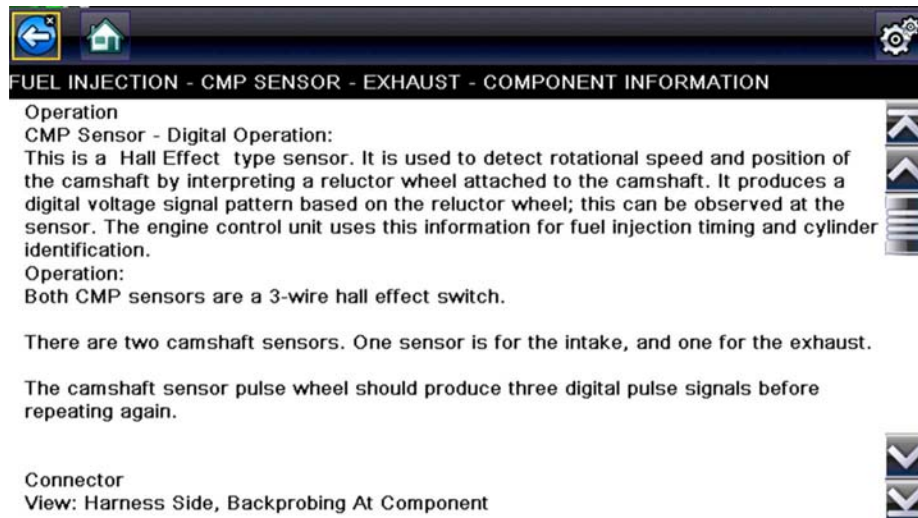 FUEL INJECTION - CMP SENSOR - EXHAUST - COMPONENT INFORMATION
Operation
CMP Sensor - Digital Operation:
This is a Hall Effect type sensor. It is used to detect rotational speed and position of
the camshaft by interpreting a reluctor wheel attached to the camshaft. It produces a
digital voltage signal pattern based on the reluctor wheel; this can be observed at the
sensor. The engine control unit uses this information for fuel injection timing and cylinder
identification.
Operation:
Both CMP sensors are a 3-wire hall effect switch.
There are two camshaft sensors. One sensor is for the intake, and one for the exhaust.
The camshaft sensor pulse wheel should produce three digital pulse signals before
repeating again.
Connector
View: Harness Side, Backprobing At Component